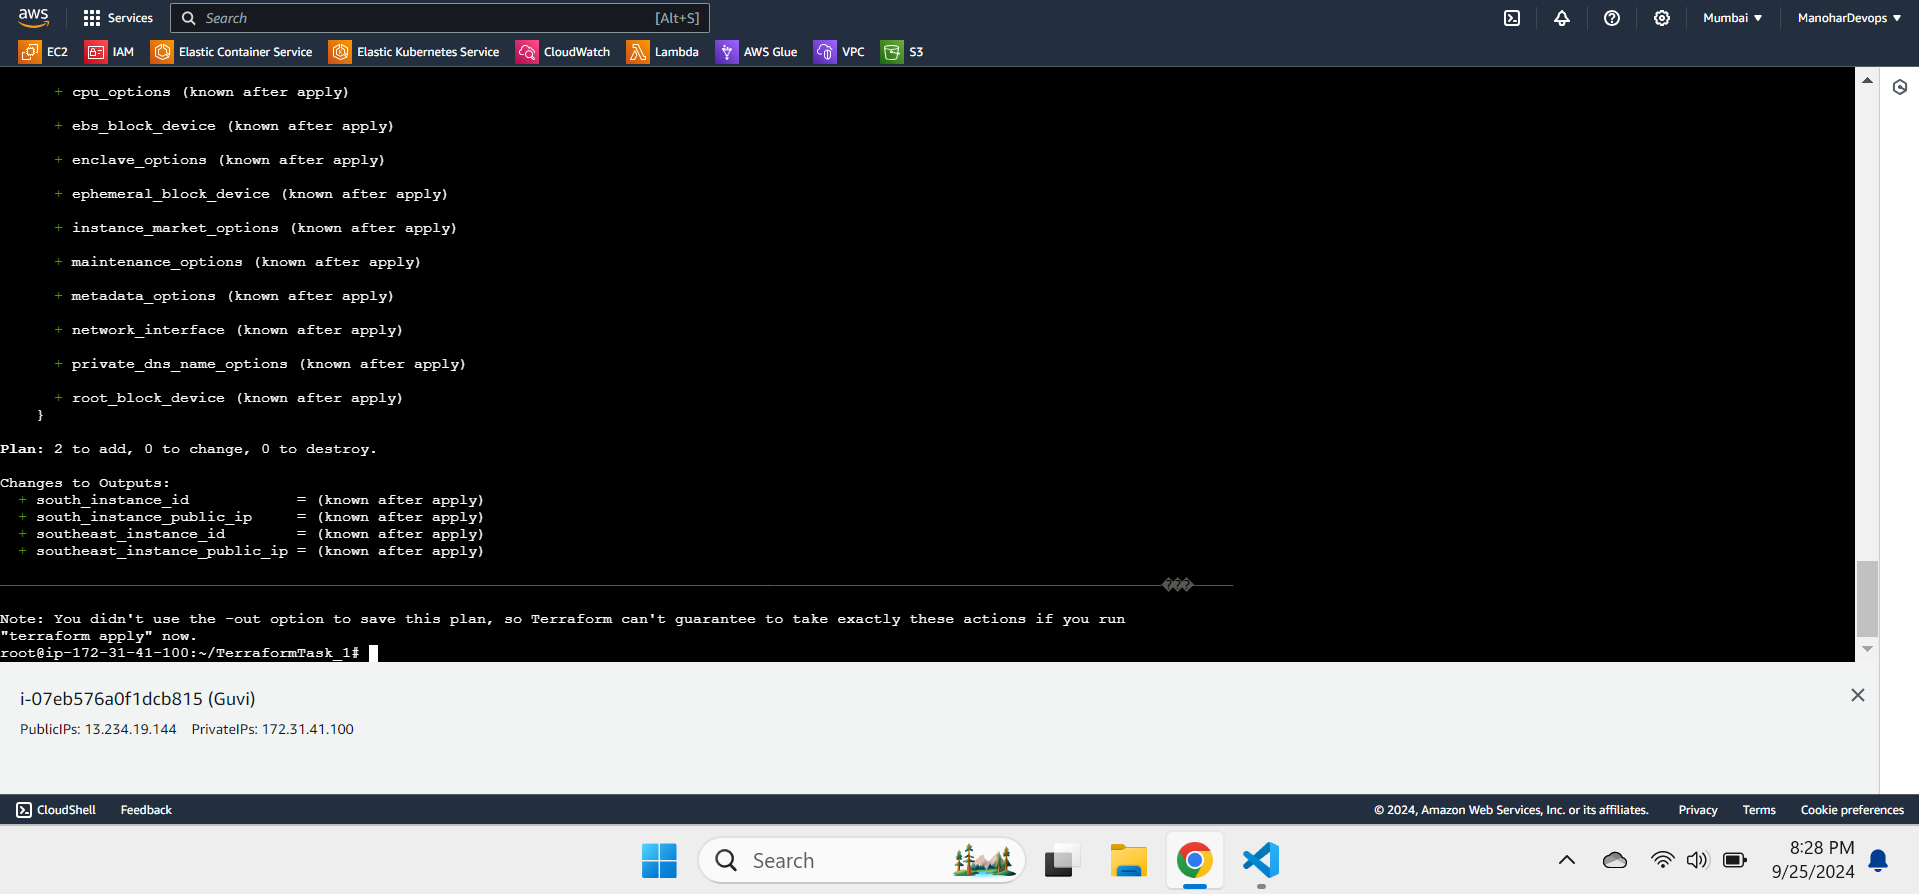 aws Services Search [Alt+S] Mumbai ▼ ManoharDevops ▼
EC2 IAM Elastic Container Service Elastic Kubernetes Service CloudWatch Lambda AWS Glue VPC S3
+ cpu_options (known after apply)
+ ebs_block_device (known after apply)
+ enclave_options (known after apply)
+ ephemeral_block_device (known after apply)
+ instance_market_options (known after apply)
+ maintenance_options (known after apply)
+ metadata_options (known after apply)
+ network_interface (known after apply)
+ private_dns_name_options (known after apply)
+ root_block_device (known after apply)
}
Plan: 2 to add, 0 to change, 0 to destroy.
Changes to Outputs:
+ south_instance_id = (known after apply)
+ south_instance_public_ip = (known after apply)
+ southeast_instance_id = (known after apply)
+ southeast_instance_public_ip = (known after apply)
───���───
Note: You didn't use the -out option to save this plan, so Terraform can't guarantee to take exactly these actions if you run
"terraform apply" now.
root@ip-172-31-41-100:~/TerraformTask_1#
i-07eb576a0f1dcb815 (Guvi)
PublicIPs: 13.234.19.144 PrivateIPs: 172.31.41.100
CloudShell Feedback © 2024, Amazon Web Services, Inc. or its affiliates. Privacy Terms Cookie preferences
Search
8:28 PM
9/25/2024